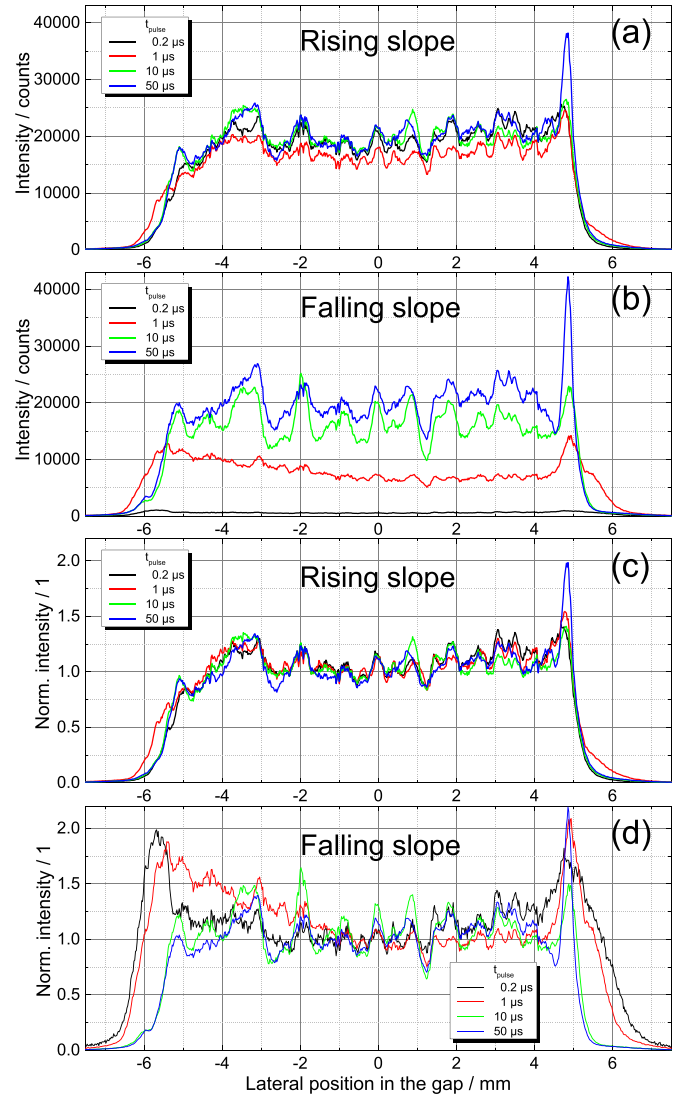 (a)
Rising slope
t_pulse
0.2 µs
1 µs
10 µs
50 µs
Intensity / counts
40000
30000
20000
10000
0
-6 -4 -2 0 2 4 6
(b)
Falling slope
t_pulse
0.2 µs
1 µs
10 µs
50 µs
Intensity / counts
40000
30000
20000
10000
0
-6 -4 -2 0 2 4 6
(c)
Rising slope
t_pulse
0.2 µs
1 µs
10 µs
50 µs
Norm. intensity / 1
2.0
1.5
1.0
0.5
0.0
-6 -4 -2 0 2 4 6
(d)
Falling slope
t_pulse
0.2 µs
1 µs
10 µs
50 µs
Norm. intensity / 1
2.0
1.5
1.0
0.5
0.0
-6 -4 -2 0 2 4 6
Lateral position in the gap / mm